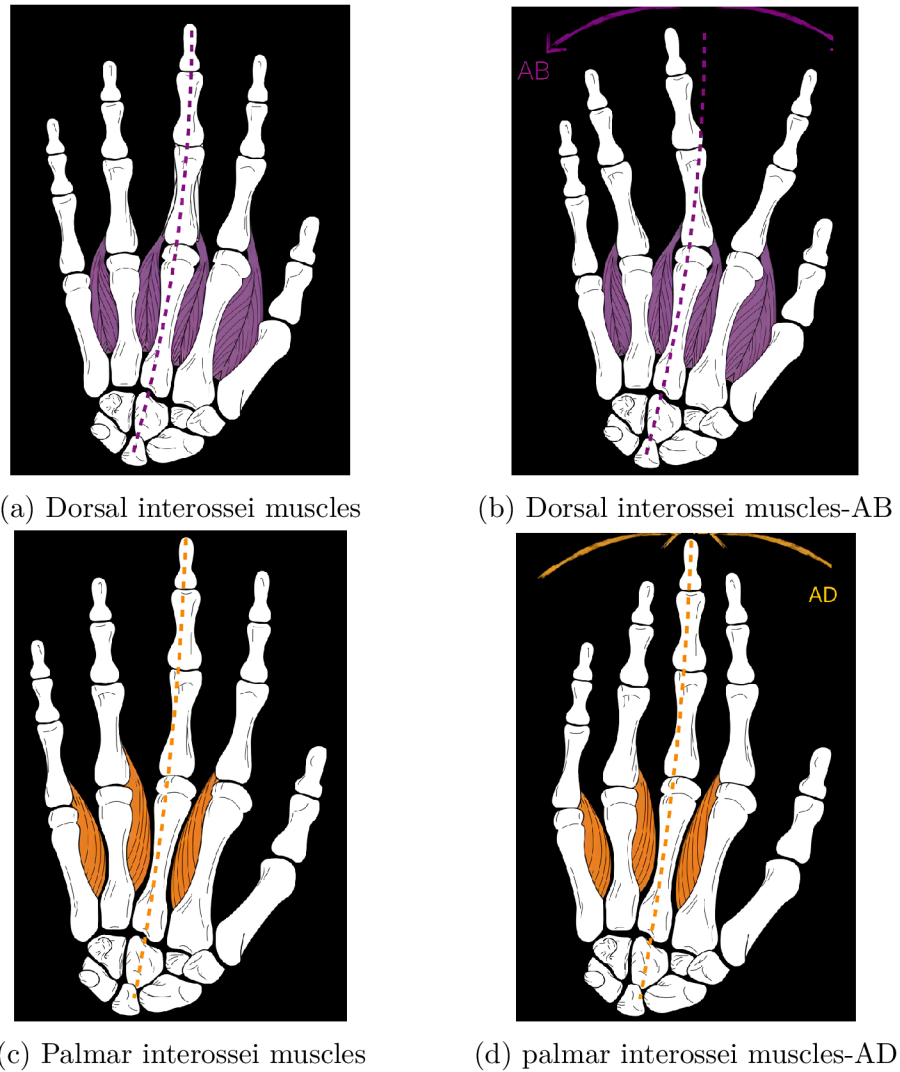 AB
(a) Dorsal interossei muscles
(b) Dorsal interossei muscles-AB
AD
(c) Palmar interossei muscles
(d) palmar interossei muscles-AD